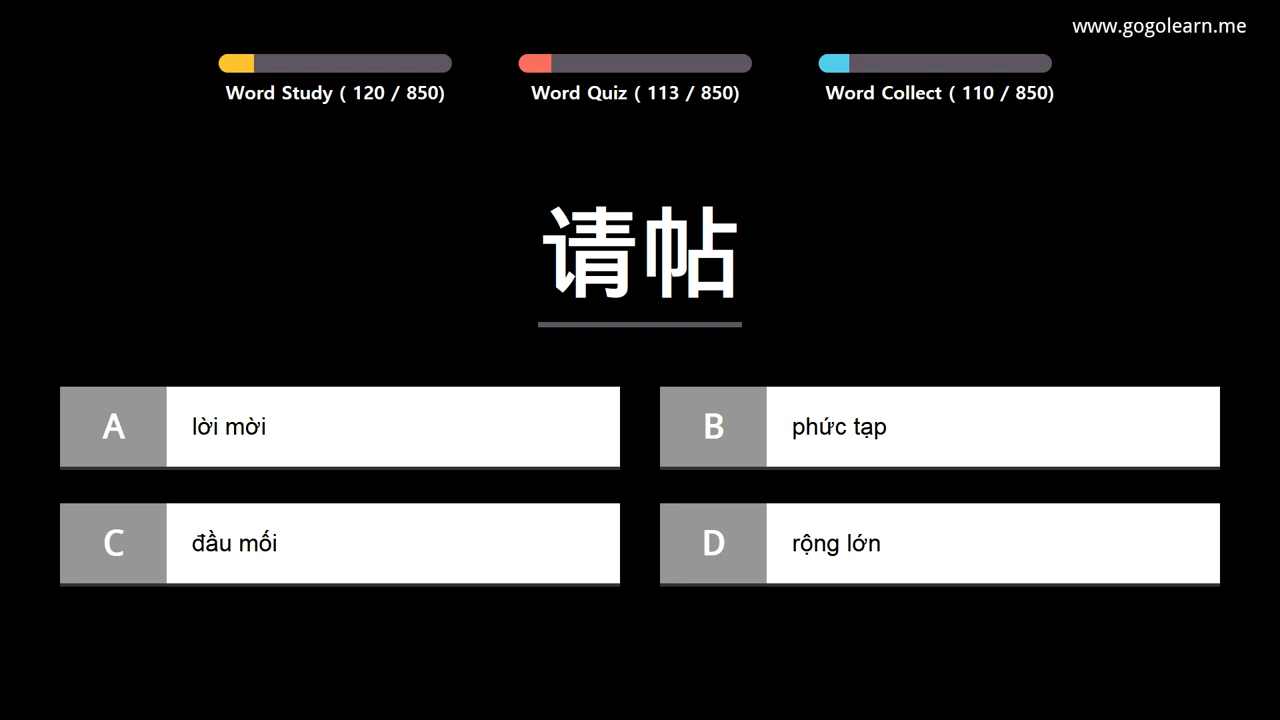 www.gogolearn.me
Word Study ( 120 / 850)
Word Quiz ( 113 / 850)
Word Collect ( 110 / 850)
请帖
A lời mời
B phức tạp
C đầu mối
D rộng lớn